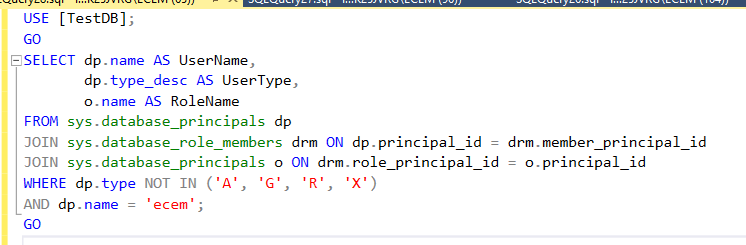 USE [TestDB];
GO
SELECT dp.name AS UserName,
dp.type_desc AS UserType,
o.name AS RoleName
FROM sys.database_principals dp
JOIN sys.database_role_members drm ON dp.principal_id = drm.member_principal_id
JOIN sys.database_principals o ON drm.role_principal_id = o.principal_id
WHERE dp.type NOT IN ('A', 'G', 'R', 'X')
AND dp.name = 'ecem';
GO